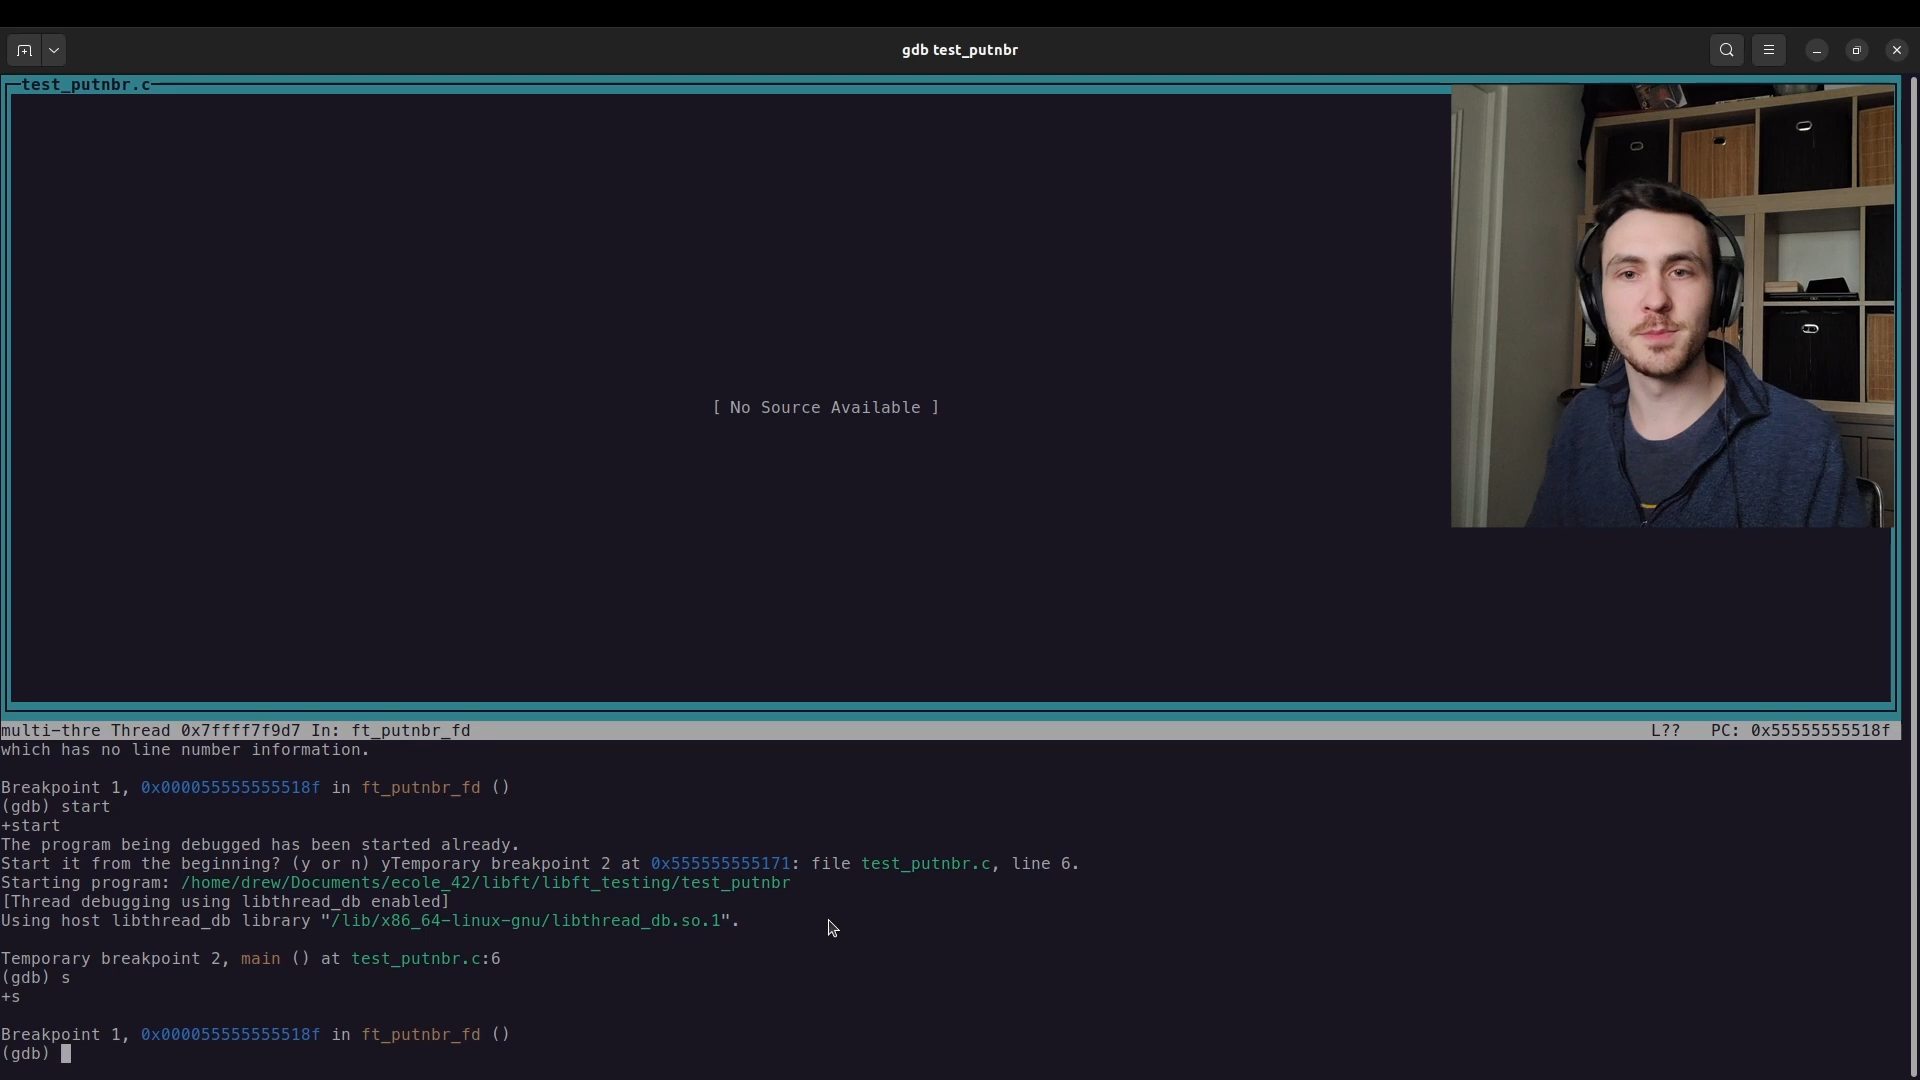 gdb test_putnbr
test_putnbr.c
[ No Source Available ]
multi-thre Thread 0x7ffff7f9d7 In: ft_putnbr_fd L?? PC: 0x55555555518f
which has no line number information.
Breakpoint 1, 0x000055555555518f in ft_putnbr_fd ()
(gdb) start
+start
The program being debugged has been started already.
Start it from the beginning? (y or n) yTemporary breakpoint 2 at 0x555555555171: file test_putnbr.c, line 6.
Starting program: /home/drew/Documents/ecole_42/libft/libft_testing/test_putnbr
[Thread debugging using libthread_db enabled]
Using host libthread_db library "/lib/x86_64-linux-gnu/libthread_db.so.1".
Temporary breakpoint 2, main () at test_putnbr.c:6
(gdb) s
+s
Breakpoint 1, 0x000055555555518f in ft_putnbr_fd ()
(gdb)